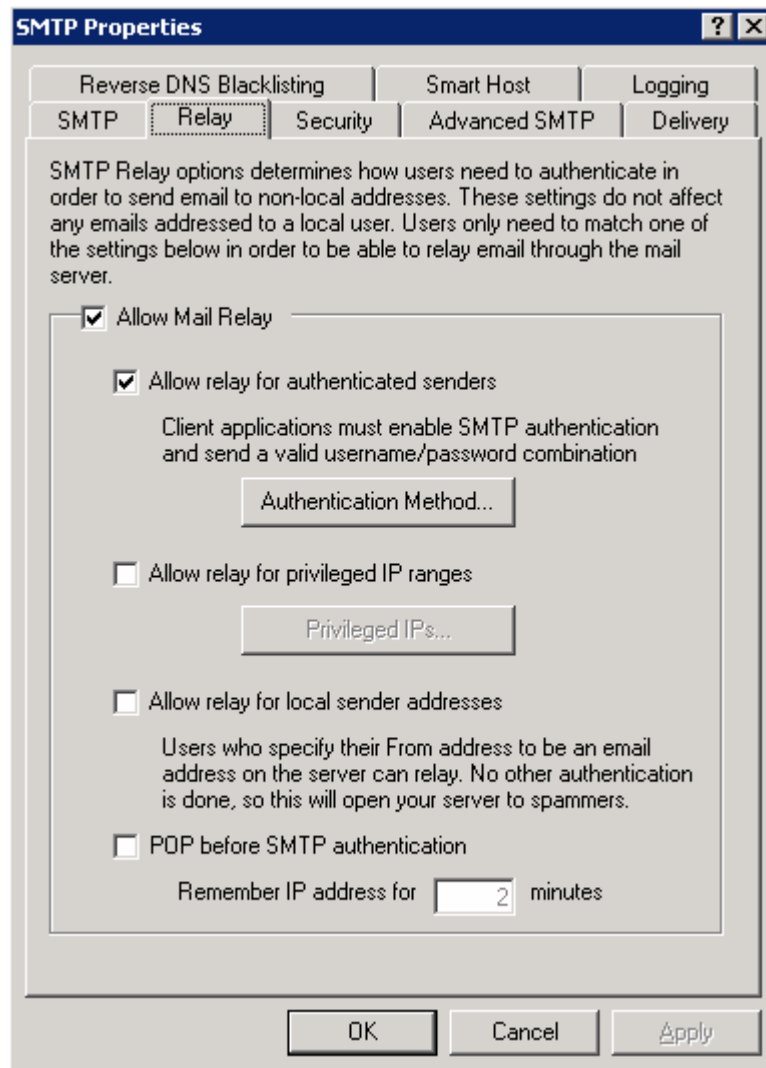 SMTP Properties
Reverse DNS Blacklisting Smart Host Logging
SMTP Relay Security Advanced SMTP Delivery
SMTP Relay options determines how users need to authenticate in
order to send email to non-local addresses. These settings do not affect
any emails addressed to a local user. Users only need to match one of
the settings below in order to be able to relay email through the mail
server.
Allow Mail Relay
Allow relay for authenticated senders
Client applications must enable SMTP authentication
and send a valid username/password combination
Authentication Method...
Allow relay for privileged IP ranges
Privileged IPs...
Allow relay for local sender addresses
Users who specify their From address to be an email
address on the server can relay. No other authentication
is done, so this will open your server to spammers.
POP before SMTP authentication
Remember IP address for 2 minutes
OK Cancel Apply